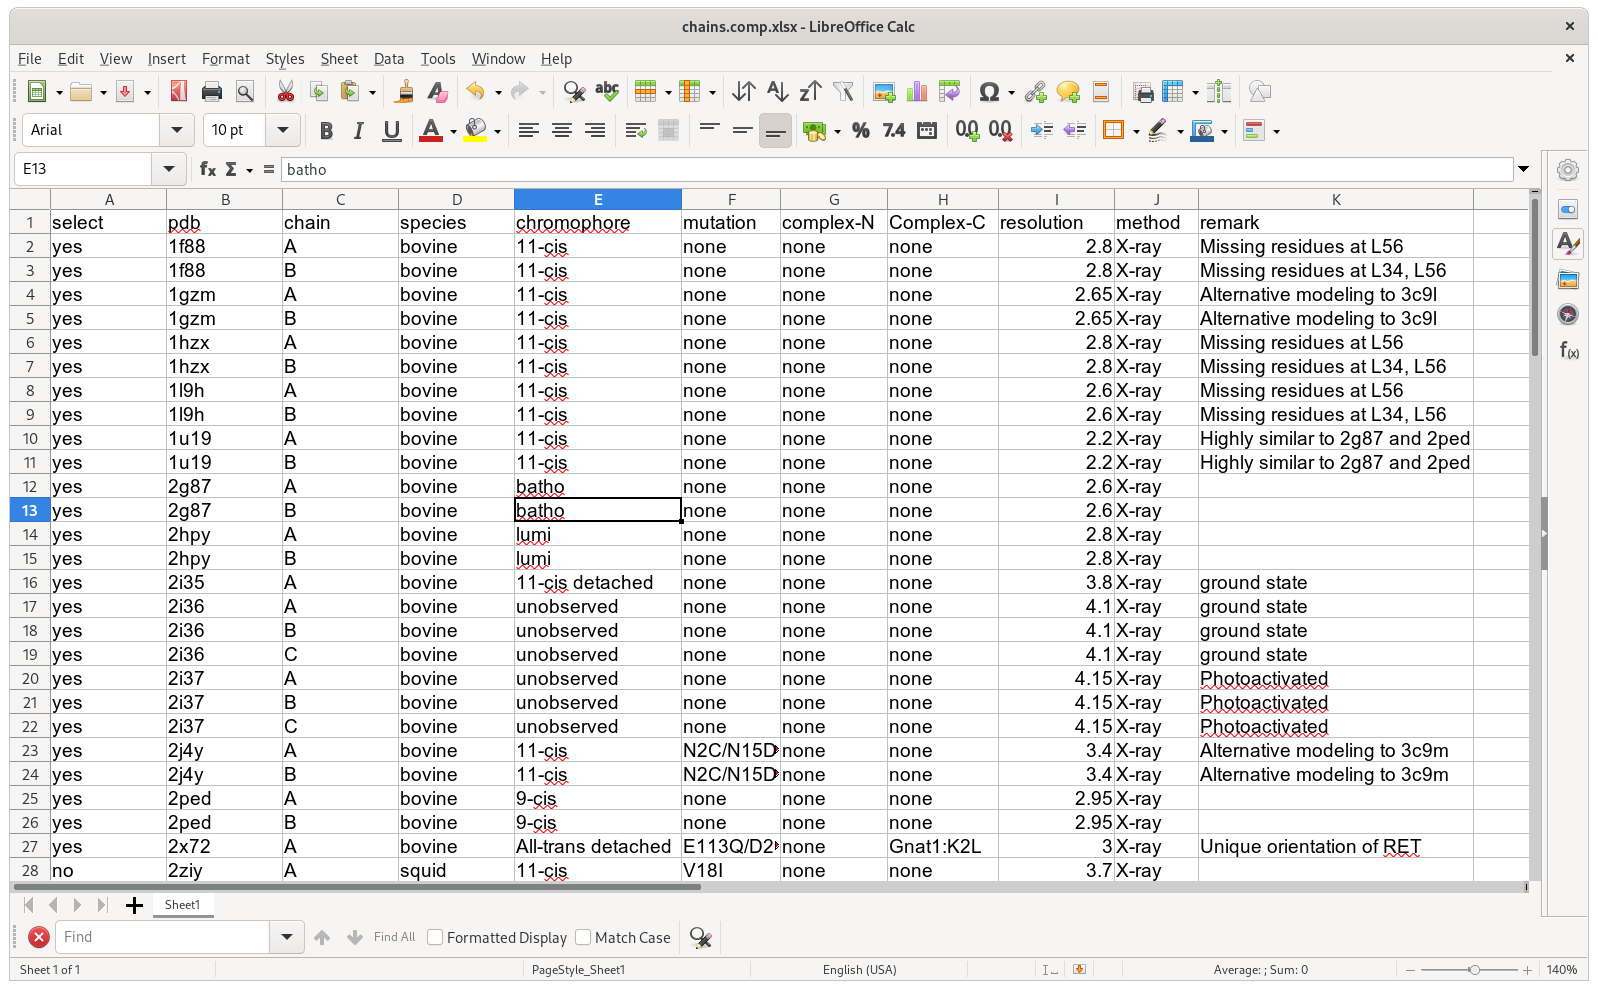 chains.comp.xlsx - LibreOffice Calc
File Edit View Insert Format Styles Sheet Data Tools Window Help
Arial 10 pt
E13 batho
A B C D E F G H I J K
1 select pdb chain species chromophore mutation complex-N Complex-C resolution method remark
2 yes 1f88 A bovine 11-cis none none none 2.8 X-ray Missing residues at L56
3 yes 1f88 B bovine 11-cis none none none 2.8 X-ray Missing residues at L34, L56
4 yes 1gzm A bovine 11-cis none none none 2.65 X-ray Alternative modeling to 3c9l
5 yes 1gzm B bovine 11-cis none none none 2.65 X-ray Alternative modeling to 3c9l
6 yes 1hzx A bovine 11-cis none none none 2.8 X-ray Missing residues at L56
7 yes 1hzx B bovine 11-cis none none none 2.8 X-ray Missing residues at L34, L56
8 yes 1l9h A bovine 11-cis none none none 2.6 X-ray Missing residues at L56
9 yes 1l9h B bovine 11-cis none none none 2.6 X-ray Missing residues at L34, L56
10 yes 1u19 A bovine 11-cis none none none 2.2 X-ray Highly similar to 2g87 and 2ped
11 yes 1u19 B bovine 11-cis none none none 2.2 X-ray Highly similar to 2g87 and 2ped
12 yes 2g87 A bovine batho none none none 2.6 X-ray
13 yes 2g87 B bovine batho none none none 2.6 X-ray
14 yes 2hpy A bovine lumi none none none 2.8 X-ray
15 yes 2hpy B bovine lumi none none none 2.8 X-ray
16 yes 2i35 A bovine 11-cis detached none none none 3.8 X-ray ground state
17 yes 2i36 A bovine unobserved none none none 4.1 X-ray ground state
18 yes 2i36 B bovine unobserved none none none 4.1 X-ray ground state
19 yes 2i36 C bovine unobserved none none none 4.1 X-ray ground state
20 yes 2i37 A bovine unobserved none none none 4.15 X-ray Photoactivated
21 yes 2i37 B bovine unobserved none none none 4.15 X-ray Photoactivated
22 yes 2i37 C bovine unobserved none none none 4.15 X-ray Photoactivated
23 yes 2j4y A bovine 11-cis N2C/N15D none none 3.4 X-ray Alternative modeling to 3c9m
24 yes 2j4y B bovine 11-cis N2C/N15D none none 3.4 X-ray Alternative modeling to 3c9m
25 yes 2ped A bovine 9-cis none none none 2.95 X-ray
26 yes 2ped B bovine 9-cis none none none 2.95 X-ray
27 yes 2x72 A bovine All-trans detached E113Q/D2 none Gnat1:K2L 3 X-ray Unique orientation of RET
28 no 2ziy A squid 11-cis V18I none none 3.7 X-ray
Sheet1
Find Find All Formatted Display Match Case
Sheet 1 of 1 PageStyle_Sheet1 English (USA) Average: ; Sum: 0 140%